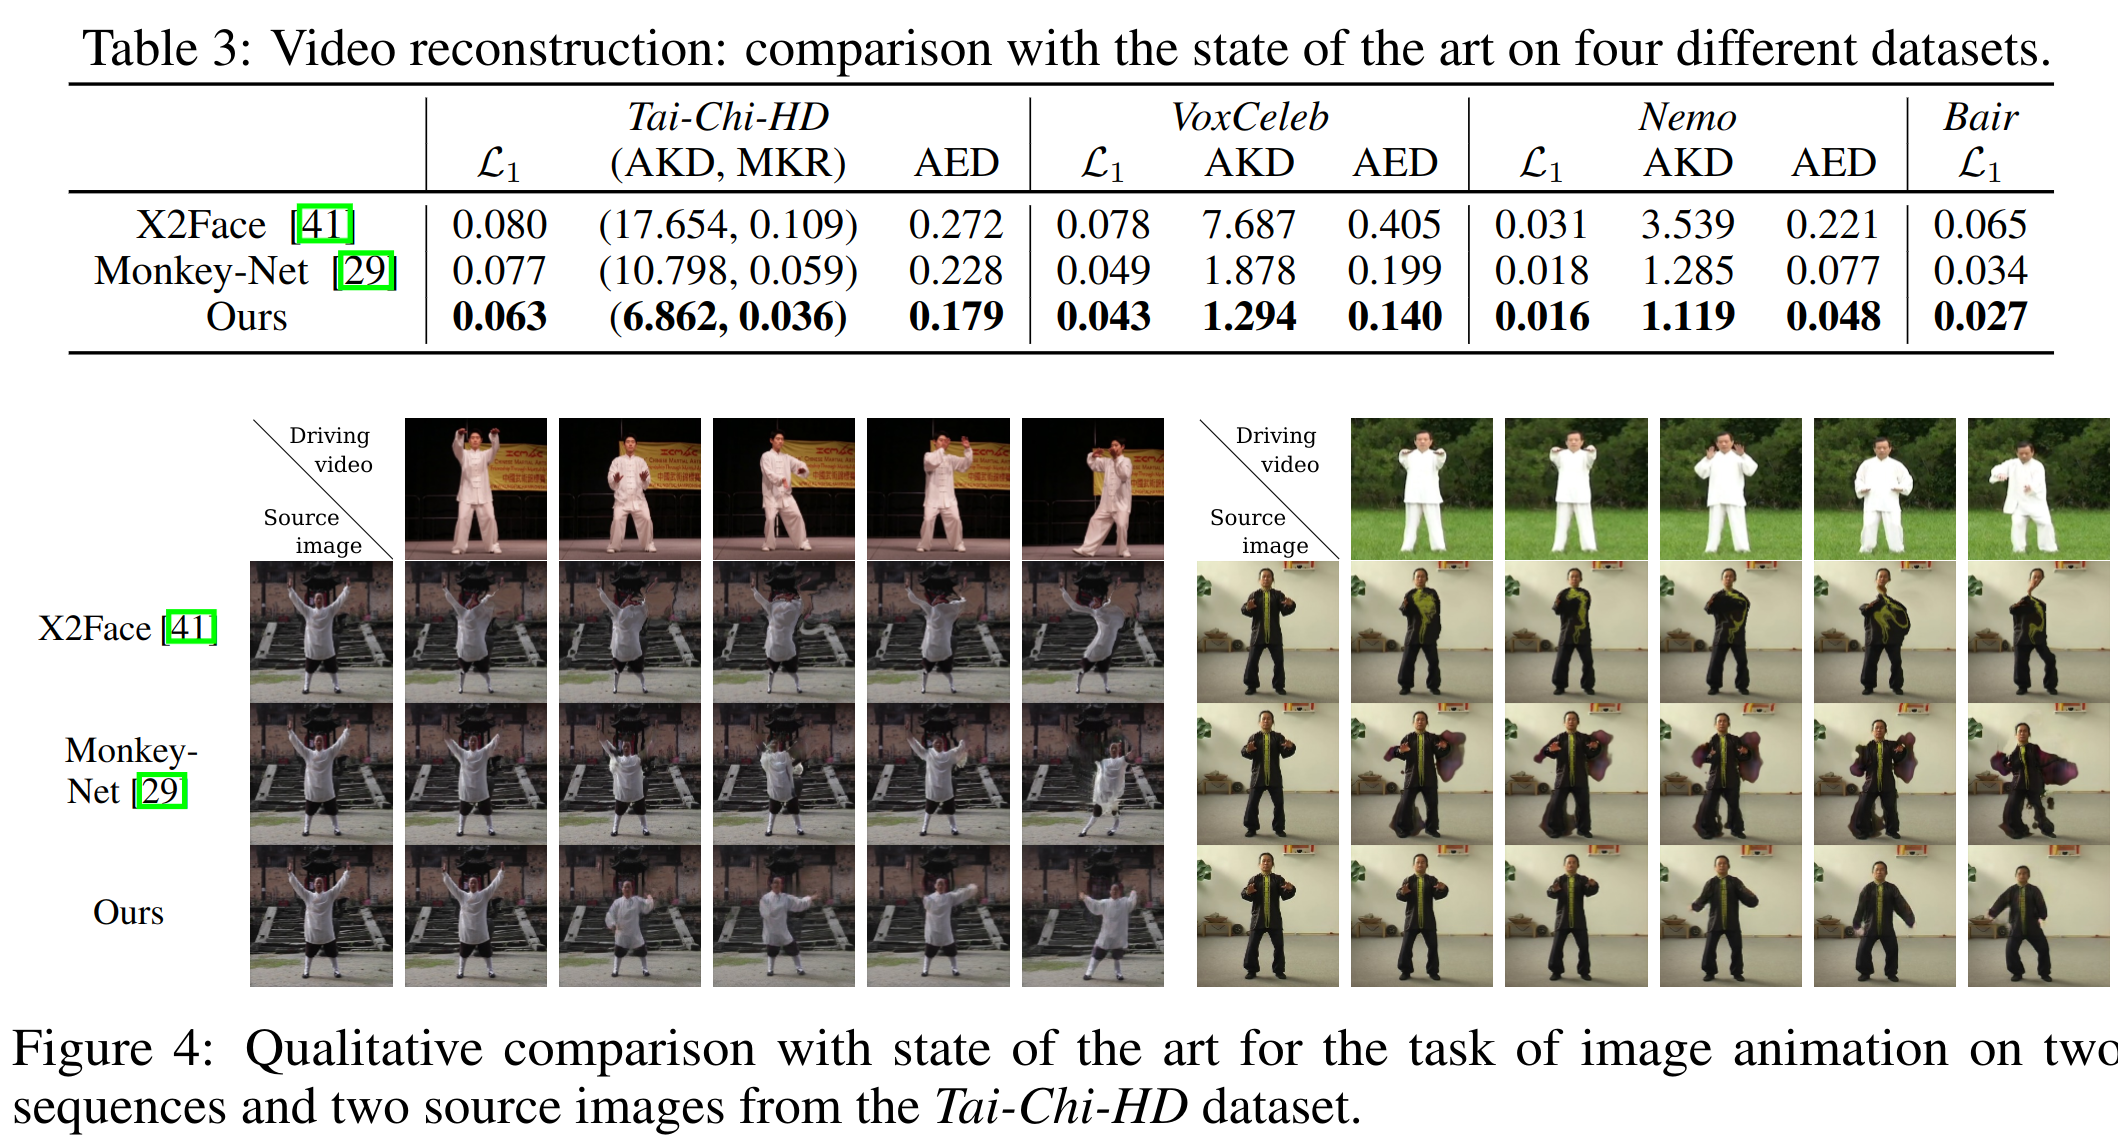 Table 3: Video reconstruction: comparison with the state of the art on four different datasets.
Tai-Chi-HD VoxCeleb Nemo Bair
ℒ₁ (AKD, MKR) AED ℒ₁ AKD AED ℒ₁ AKD AED ℒ₁
X2Face [41] 0.080 (17.654, 0.109) 0.272 0.078 7.687 0.405 0.031 3.539 0.221 0.065
Monkey-Net [29] 0.077 (10.798, 0.059) 0.228 0.049 1.878 0.199 0.018 1.285 0.077 0.034
Ours 0.063 (6.862, 0.036) 0.179 0.043 1.294 0.140 0.016 1.119 0.048 0.027
Driving
video
Source
image
Driving
video
Source
image
X2Face [41]
Monkey-
Net [29]
Ours
Figure 4: Qualitative comparison with state of the art for the task of image animation on two
sequences and two source images from the Tai-Chi-HD dataset.